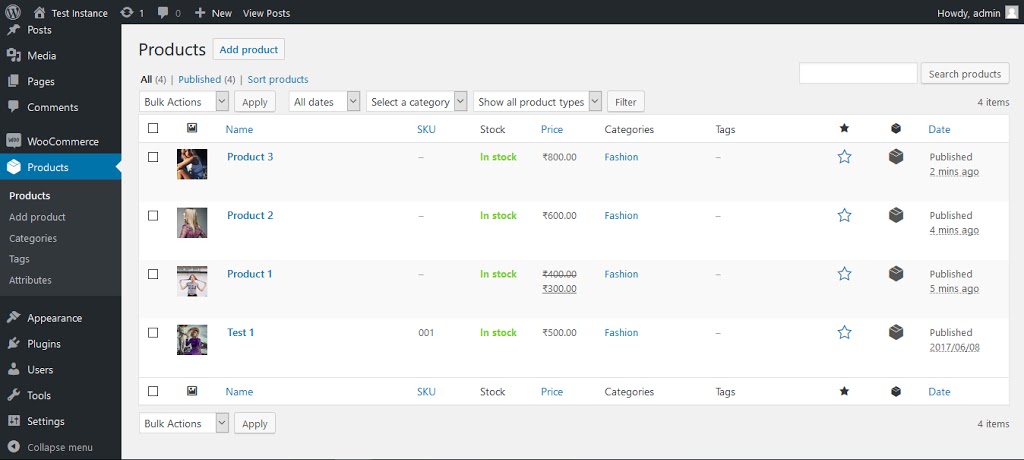 Test Instance 1 0 + New View Posts Howdy, admin
Posts
Media
Pages
Comments
WooCommerce
Products
Products
Add product
Categories
Tags
Attributes
Appearance
Plugins
Users
Tools
Settings
Collapse menu
Products Add product
All (4) | Published (4) | Sort products
Search products
Bulk Actions Apply All dates Select a category Show all product types Filter 4 items
Name SKU Stock Price Categories Tags Date
Product 3 – In stock ₹800.00 Fashion – Published
2 mins ago
Product 2 – In stock ₹600.00 Fashion – Published
4 mins ago
Product 1 – In stock ₹400.00 Fashion – Published
₹300.00 5 mins ago
Test 1 001 In stock ₹500.00 Fashion – Published
2017/06/08
Name SKU Stock Price Categories Tags Date
Bulk Actions Apply 4 items